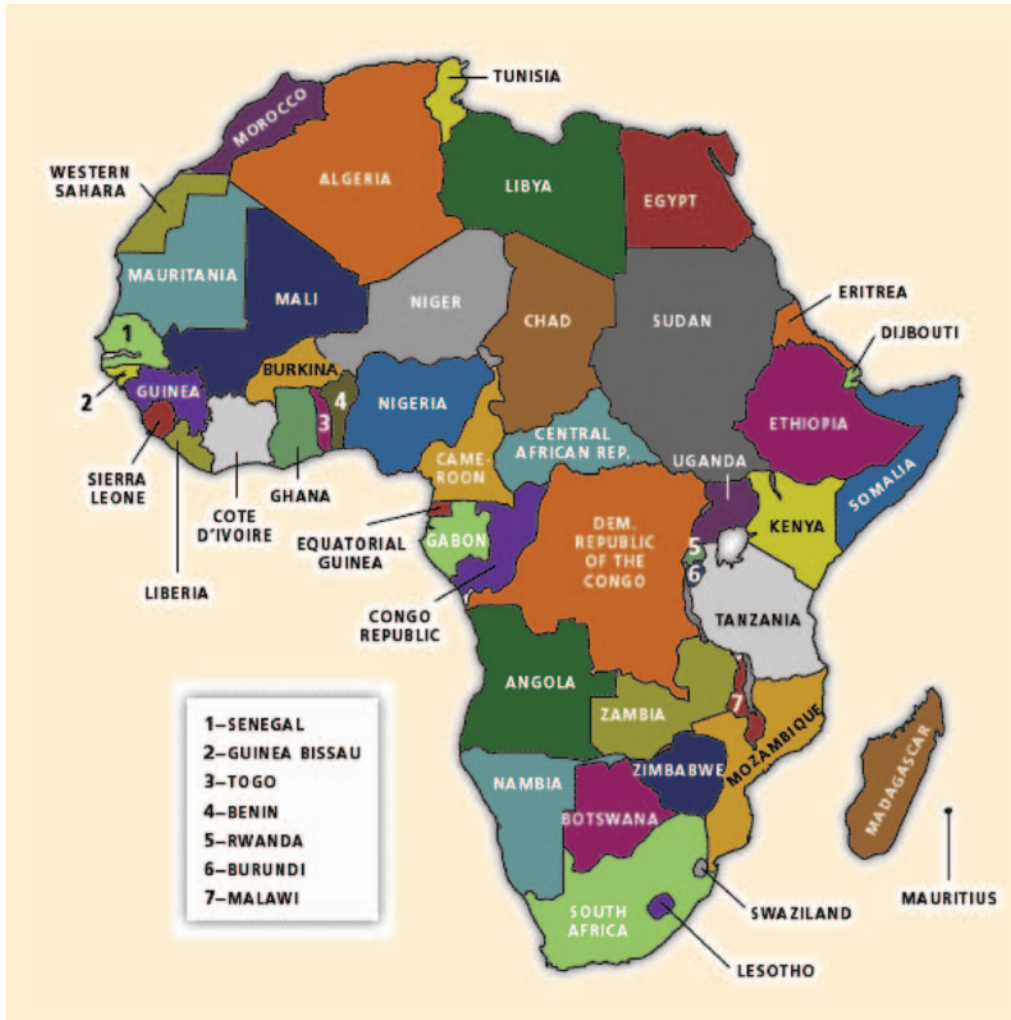 TUNISIA
MOROCCO
WESTERN
SAHARA
ALGERIA
LIBYA
EGYPT
MAURITANIA
MALI
NIGER
CHAD
SUDAN
ERITREA
DIJBOUTI
1
2
GUINEA
BURKINA
3
4
NIGERIA
ETHIOPIA
SOMALIA
CENTRAL
AFRICAN REP.
CAME-
ROON
UGANDA
KENYA
SIERRA
LEONE
GHANA
COTE
D'IVOIRE
LIBERIA
EQUATORIAL
GUINEA
GABON
CONGO
REPUBLIC
DEM.
REPUBLIC
OF THE
CONGO
5
6
TANZANIA
ANGOLA
ZAMBIA
7
MOZAMBIQUE
MADAGASCAR
NAMBIA
ZIMBABWE
BOTSWANA
MAURITIUS
SWAZILAND
SOUTH
AFRICA
LESOTHO
1–SENEGAL
2–GUINEA BISSAU
3–TOGO
4–BENIN
5–RWANDA
6–BURUNDI
7–MALAWI